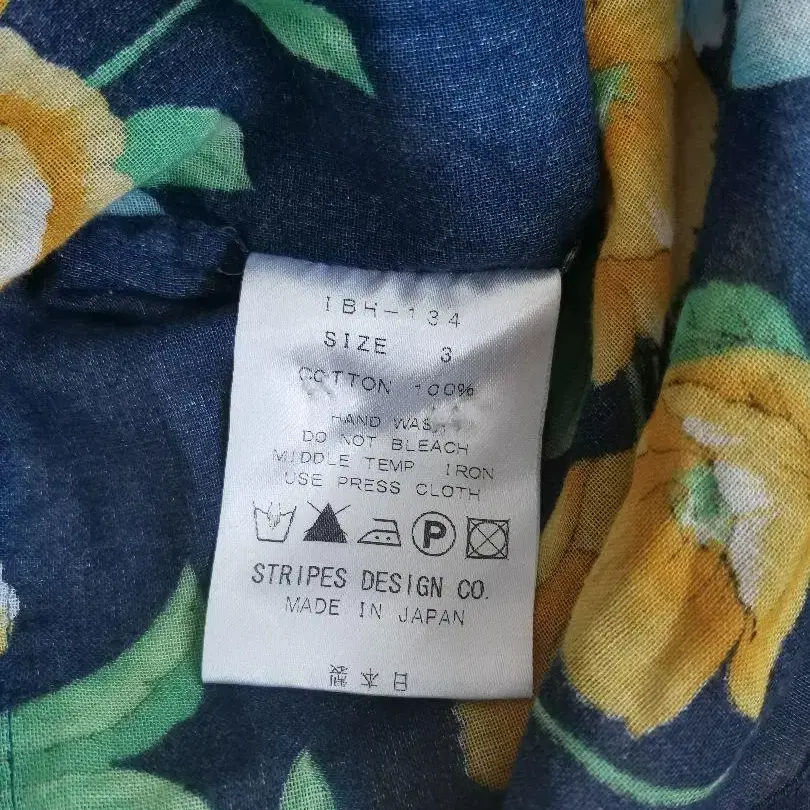 IBH-134
SIZE 3
COTTON 100%
HAND WASH
DO NOT BLEACH
MIDDLE TEMP IRON
USE PRESS CLOTH
P
STRIPES DESIGN CO.
MADE IN JAPAN
日本製